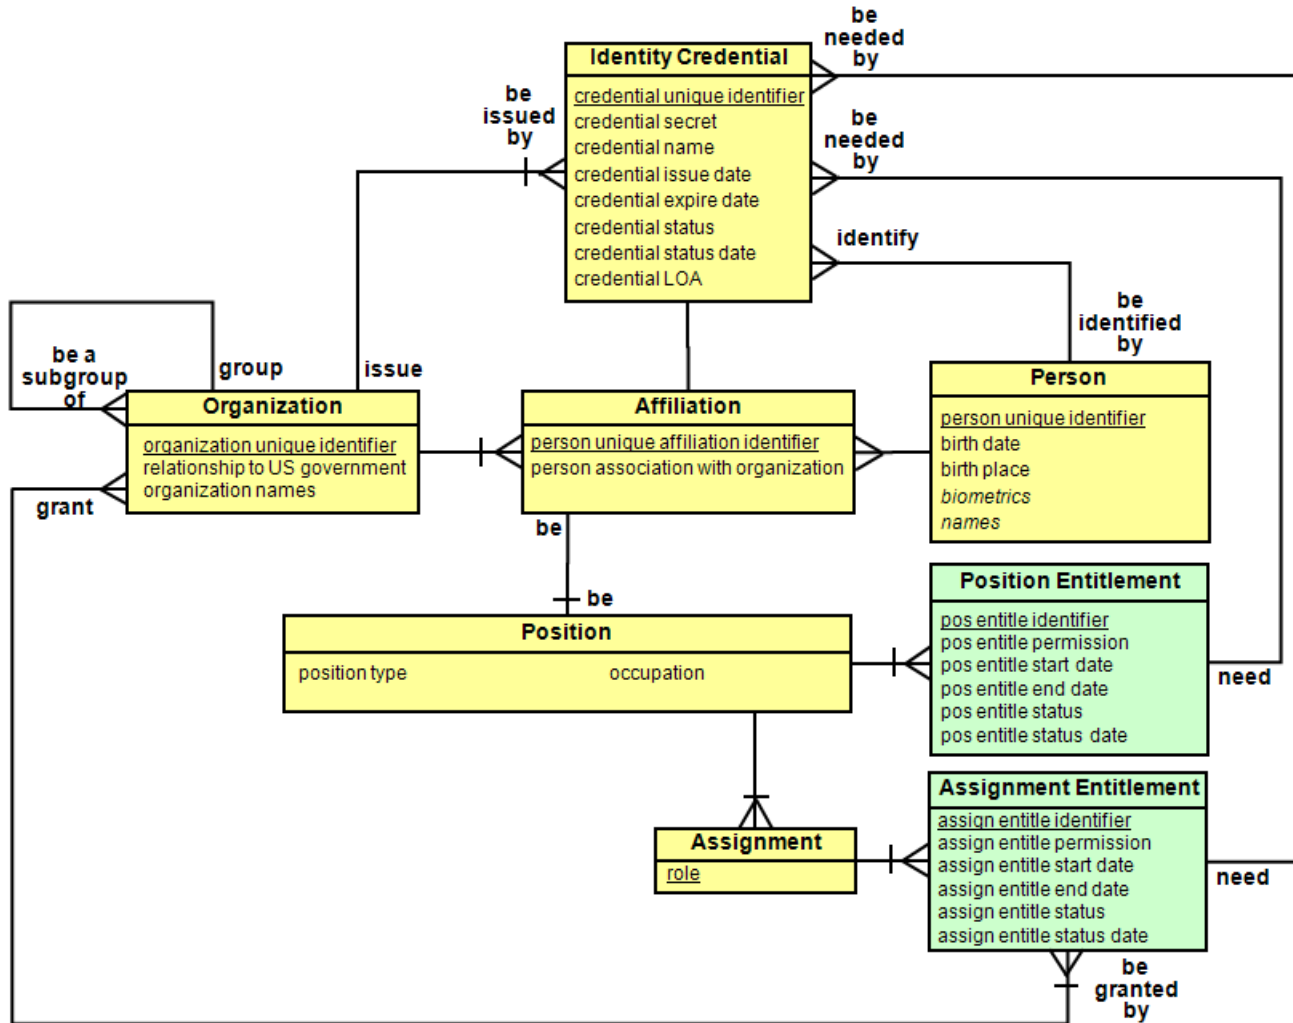 be
needed
by
Identity Credential
credential unique identifier
credential secret
credential name
credential issue date
credential expire date
credential status
credential status date
credential LOA
be
issued
by
be
needed
by
identify
be
identified
by
be a
subgroup
of
group
issue
Organization
organization unique identifier
relationship to US government
organization names
grant
Affiliation
person unique affiliation identifier
person association with organization
Person
person unique identifier
birth date
birth place
biometrics
names
be
be
Position
position type
occupation
Position Entitlement
pos entitle identifier
pos entitle permission
pos entitle start date
pos entitle end date
pos entitle status
pos entitle status date
need
Assignment
role
Assignment Entitlement
assign entitle identifier
assign entitle permission
assign entitle start date
assign entitle end date
assign entitle status
assign entitle status date
need
be
granted
by